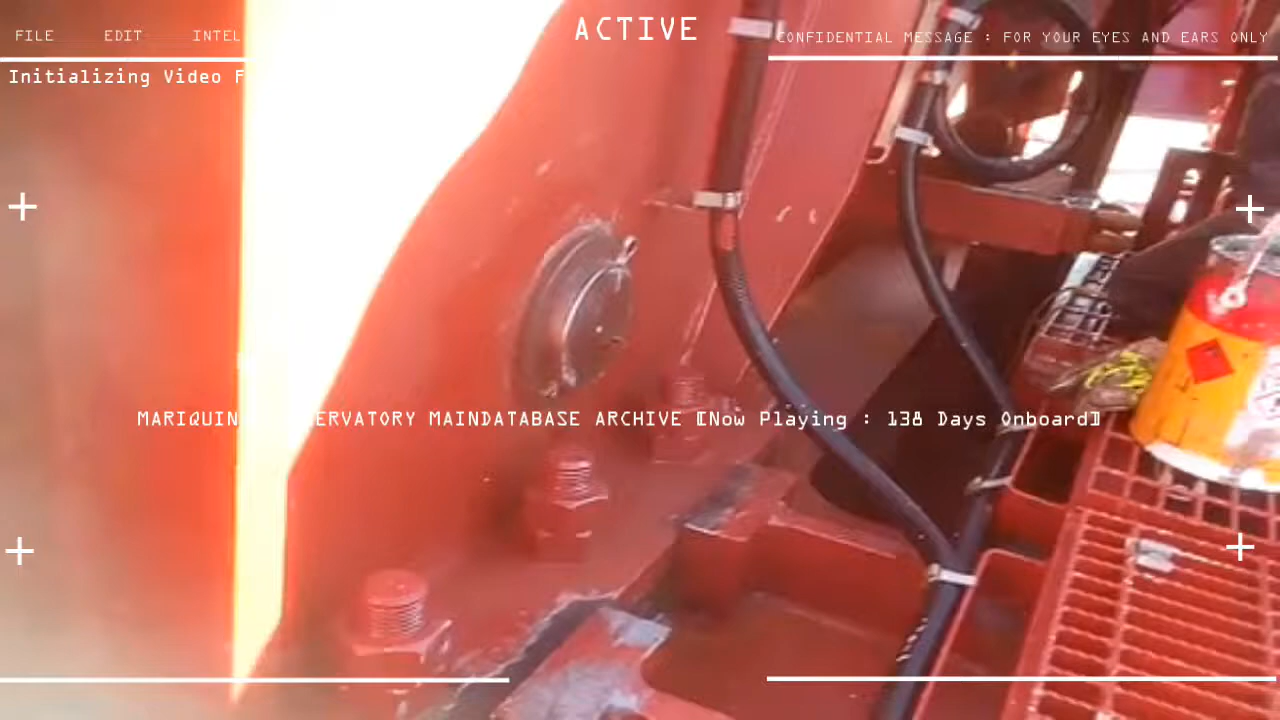 FILE EDIT INTEL
ACTIVE
CONFIDENTIAL MESSAGE : FOR YOUR EYES AND EARS ONLY
Initializing Video F
MARIQUIN ERVATORY MAINDATABASE ARCHIVE [Now Playing : 138 Days Onboard]